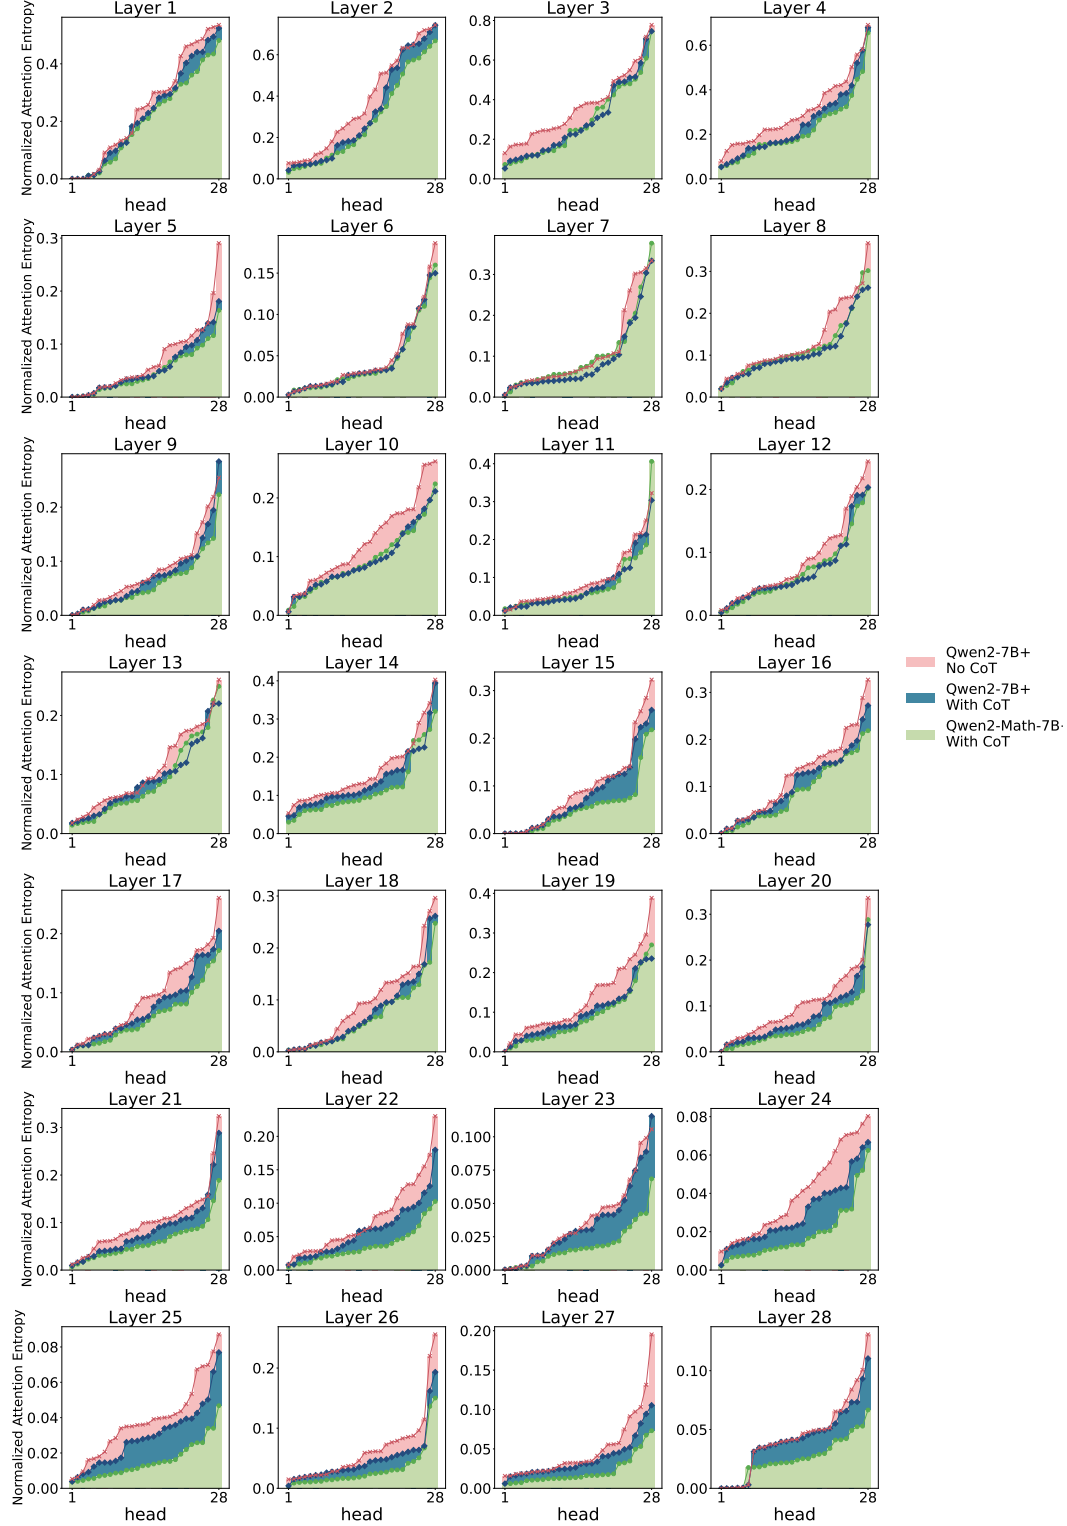 Layer 1
Layer 2
Layer 3
Layer 4
Normalized Attention Entropy
0.4
0.2
0.0
0.6
0.4
0.2
0.0
0.8
0.6
0.4
0.2
0.0
0.6
0.4
0.2
0.0
1 28
1 28
1 28
1 28
head
head
head
head
Layer 5
Layer 6
Layer 7
Layer 8
Normalized Attention Entropy
0.3
0.2
0.1
0.0
0.15
0.10
0.05
0.00
0.3
0.2
0.1
0.0
0.3
0.2
0.1
0.0
1 28
1 28
1 28
1 28
head
head
head
head
Layer 9
Layer 10
Layer 11
Layer 12
Normalized Attention Entropy
0.2
0.1
0.0
0.2
0.1
0.0
0.4
0.3
0.2
0.1
0.0
0.2
0.1
0.0
1 28
1 28
1 28
1 28
head
head
head
head
Qwen2-7B+
No CoT
Qwen2-7B+
With CoT
Qwen2-Math-7B-
With CoT
Layer 13
Layer 14
Layer 15
Layer 16
Normalized Attention Entropy
0.2
0.1
0.0
0.4
0.3
0.2
0.1
0.0
0.3
0.2
0.1
0.0
0.3
0.2
0.1
0.0
1 28
1 28
1 28
1 28
head
head
head
head
Layer 17
Layer 18
Layer 19
Layer 20
Normalized Attention Entropy
0.2
0.1
0.0
0.3
0.2
0.1
0.0
0.4
0.3
0.2
0.1
0.0
0.3
0.2
0.1
0.0
1 28
1 28
1 28
1 28
head
head
head
head
Layer 21
Layer 22
Layer 23
Layer 24
Normalized Attention Entropy
0.3
0.2
0.1
0.0
0.20
0.15
0.10
0.05
0.00
0.100
0.075
0.050
0.025
0.000
0.08
0.06
0.04
0.02
0.00
1 28
1 28
1 28
1 28
head
head
head
head
Layer 25
Layer 26
Layer 27
Layer 28
Normalized Attention Entropy
0.08
0.06
0.04
0.02
0.00
0.2
0.1
0.0
0.20
0.15
0.10
0.05
0.00
0.10
0.05
0.00
1 28
1 28
1 28
1 28
head
head
head
head